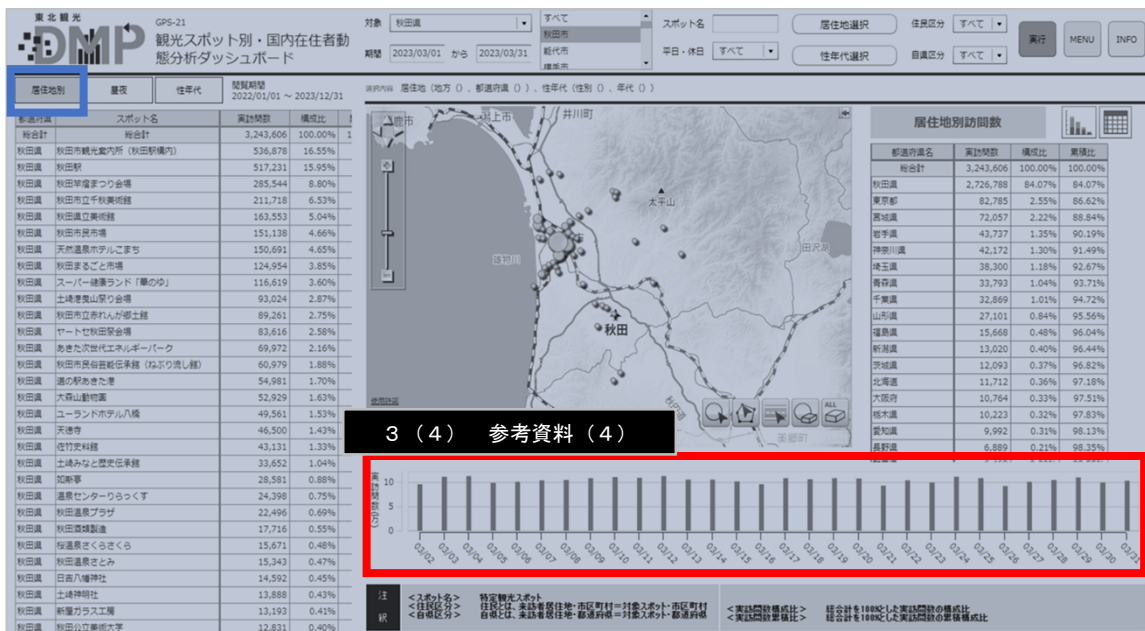 東北観光
DMP
GPS-21
観光スポット別・国内在住者動
態分析ダッシュボード
対象 秋田県
期間 2023/03/01 から 2023/03/31
すべて
秋田市
能代市
横手市
スポット名
平日・休日 すべて
居住地選択
性年代選択
住民区分 すべて
自県区分 すべて
実行
MENU
INFO
居住地別
昼夜
性年代
閲覧期間
2022/01/01 ～ 2023/12/31
選択内容 居住地（地方（）、都道府県（））、性年代（性別（）、年代（））
都道府県 スポット名 実訪問数 構成比
総合計 総合計 3,243,606 100.00% 1
秋田県 秋田市観光案内所（秋田駅構内） 536,878 16.55%
秋田県 秋田駅 517,231 15.95%
秋田県 秋田竿燈まつり会場 285,544 8.80%
秋田県 秋田市立千秋美術館 211,718 6.53%
秋田県 秋田県立美術館 163,553 5.04%
秋田県 秋田市民市場 151,138 4.66%
秋田県 天然温泉ホテルこまち 150,691 4.65%
秋田県 秋田まるごと市場 124,954 3.85%
秋田県 スーパー健康ランド「華のゆ」 116,619 3.60%
秋田県 土崎港曳山祭り会場 93,024 2.87%
秋田県 秋田市立赤れんが郷土館 89,261 2.75%
秋田県 ヤートセ秋田祭会場 83,616 2.58%
秋田県 あきた次世代エネルギーパーク 69,972 2.16%
秋田県 秋田市民俗芸能伝承館（ねぶり流し館） 60,979 1.88%
秋田県 道の駅あきた港 54,981 1.70%
秋田県 大森山動物園 52,929 1.63%
秋田県 ユーランドホテル八橋 49,561 1.53%
秋田県 天徳寺 46,500 1.43%
秋田県 佐竹史料館 43,131 1.33%
秋田県 土崎みなと歴史伝承館 33,652 1.04%
秋田県 如斯亭 28,581 0.88%
秋田県 温泉センターりらっくす 24,398 0.75%
秋田県 秋田温泉プラザ 22,496 0.69%
秋田県 秋田酒類製造 17,716 0.55%
秋田県 桜温泉さくらさくら 15,671 0.48%
秋田県 秋田温泉さとみ 15,343 0.47%
秋田県 日吉八幡神社 14,592 0.45%
秋田県 土崎神明社 13,888 0.43%
秋田県 新屋ガラス工房 13,193 0.41%
秋田県 秋田公立美術大学 12,831 0.40%
鹿市
潟上市
井川町
太平山
田沢湖
雄物川
秋田
美郷町
使用許諾
ALL
3（4） 参考資料（4）
居住地別訪問数
都道府県名 実訪問数 構成比 累積比
総合計 3,243,606 100.00% 100.00%
秋田県 2,726,788 84.07% 84.07%
東京都 82,785 2.55% 86.62%
宮城県 72,057 2.22% 88.84%
岩手県 43,737 1.35% 90.19%
神奈川県 42,172 1.30% 91.49%
埼玉県 38,300 1.18% 92.67%
青森県 33,793 1.04% 93.71%
千葉県 32,869 1.01% 94.72%
山形県 27,101 0.84% 95.56%
福島県 15,668 0.48% 96.04%
新潟県 13,020 0.40% 96.44%
茨城県 12,093 0.37% 96.82%
北海道 11,712 0.36% 97.18%
大阪府 10,764 0.33% 97.51%
栃木県 10,223 0.32% 97.83%
愛知県 9,992 0.31% 98.13%
長野県 6,889 0.21% 98.35%
実訪問数(万)
10
5
0
03/02 03/03 03/04 03/05 03/06 03/07 03/08 03/09 03/10 03/11 03/12 03/13 03/14 03/15 03/16 03/17 03/18 03/19 03/20 03/21 03/22 03/23 03/24 03/25 03/26 03/27 03/28 03/29 03/30 03/31
注釈
＜スポット名＞ 特定観光スポット
＜住民区分＞ 住民とは、来訪者居住地・市区町村＝対象スポット・市区町村
＜自県区分＞ 自県とは、来訪者居住地・都道府県＝対象スポット・都道府県
＜実訪問数構成比＞ 総合計を100%とした実訪問数の構成比
＜実訪問数累積比＞ 総合計を100%とした実訪問数の累積構成比